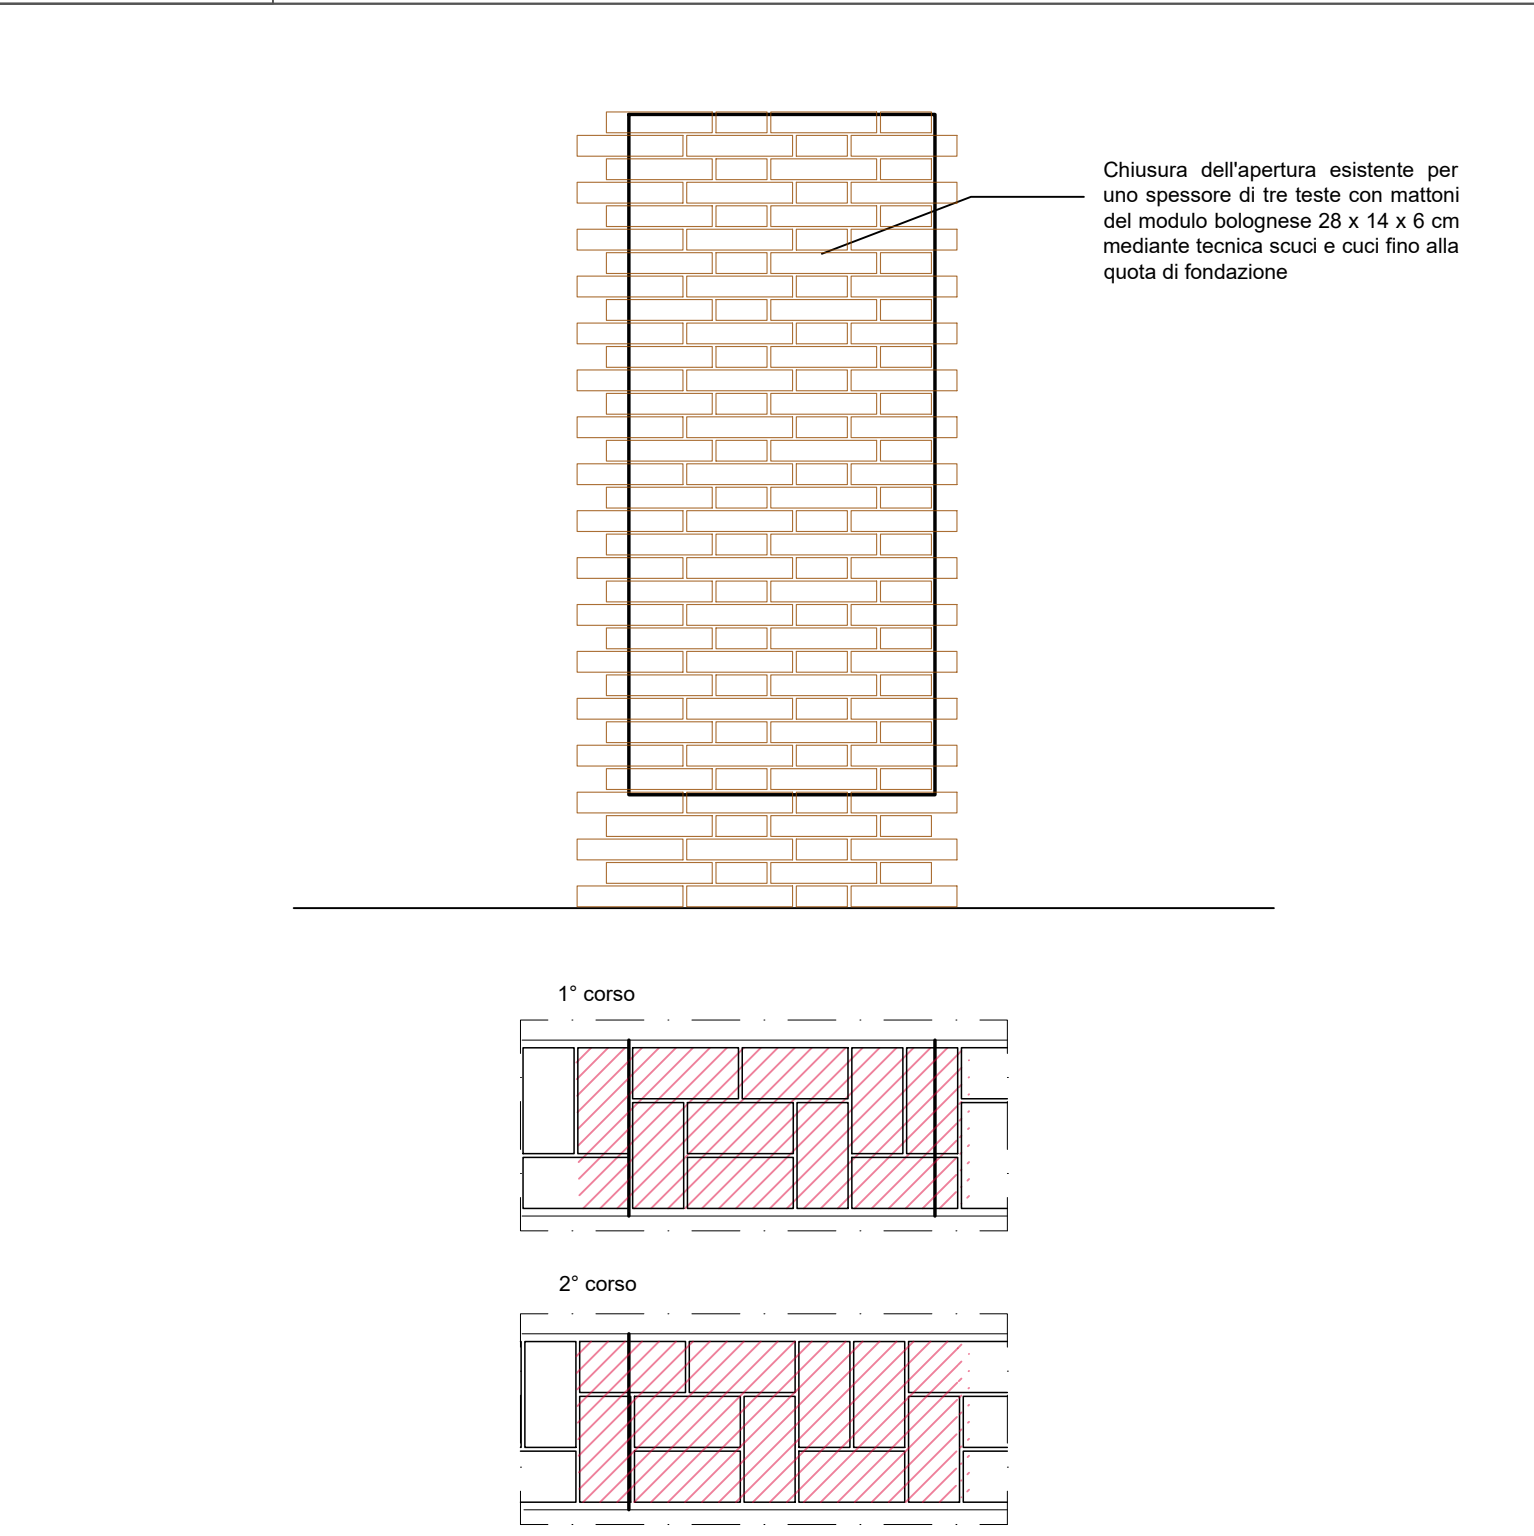 Chiusura dell'apertura esistente per
uno spessore di tre teste con mattoni
del modulo bolognese 28 x 14 x 6 cm
mediante tecnica scuci e cuci fino alla
quota di fondazione
1° corso
2° corso